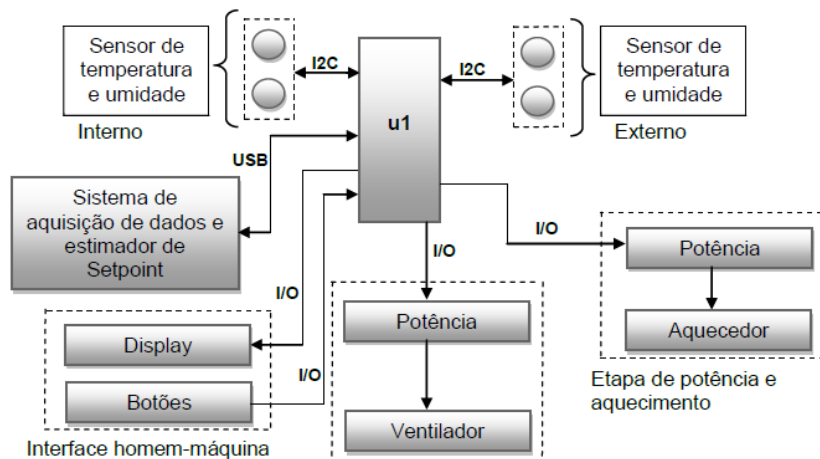 Sensor de
temperatura
e umidade
Interno
I2C
u1
I2C
Sensor de
temperatura
e umidade
Externo
USB
Sistema de
aquisição de dados e
estimador de
Setpoint
I/O
Display
I/O
Botões
Interface homem-máquina
I/O
Potência
Ventilador
I/O
Potência
Aquecedor
Etapa de potência e
aquecimento